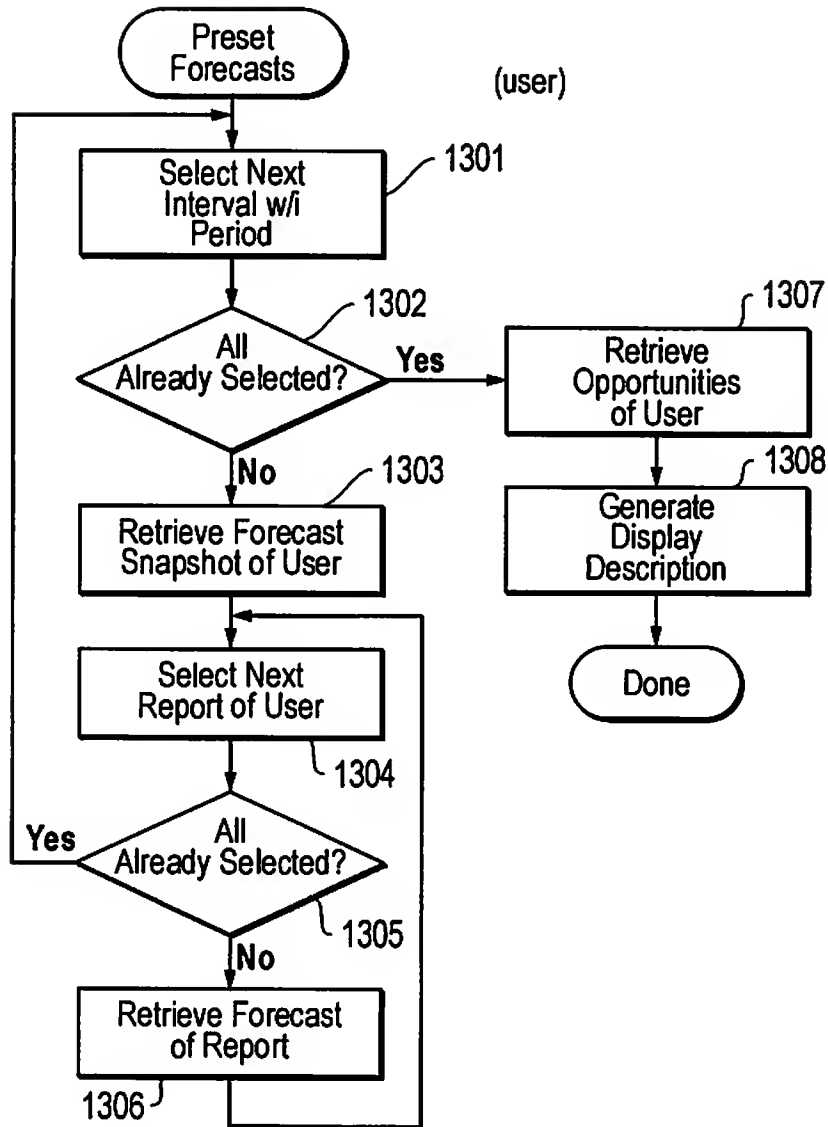 Preset
Forecasts
(user)
Select Next
Interval w/i
Period
1301
All
Already Selected?
1302
Yes
No
Retrieve Forecast
Snapshot of User
1303
Select Next
Report of User
1304
All
Already Selected?
1305
Yes
No
Retrieve Forecast
of Report
1306
Retrieve
Opportunities
of User
1307
Generate
Display
Description
1308
Done